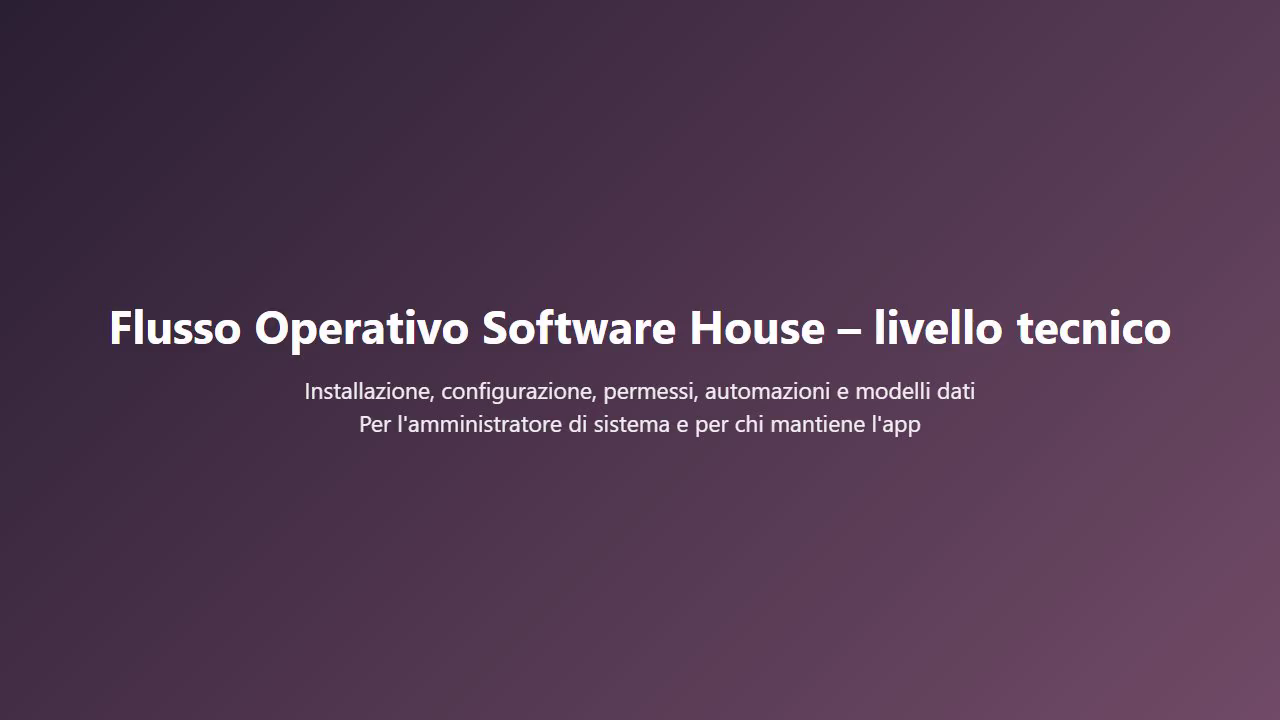 Flusso Operativo Software House – livello tecnico
Installazione, configurazione, permessi, automazioni e modelli dati
Per l'amministratore di sistema e per chi mantiene l'app